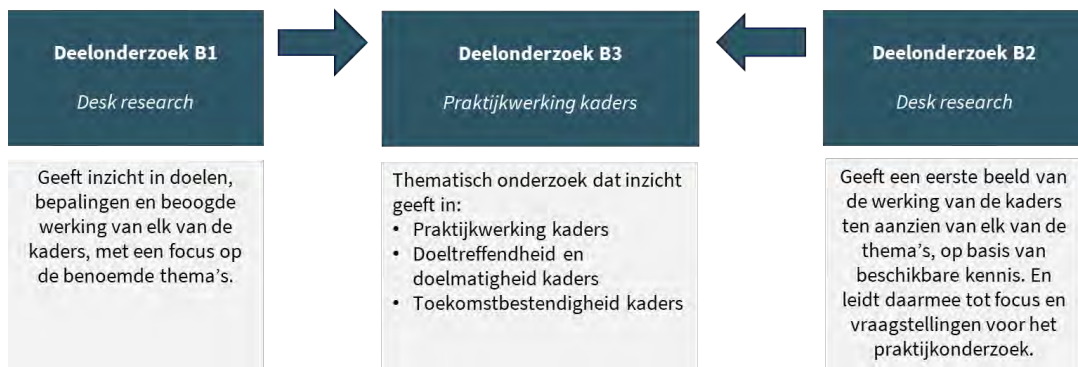 Deelonderzoek B1
Desk research
Geeft inzicht in doelen,
bepalingen en beoogde
werking van elk van de
kaders, met een focus op
de benoemde thema's.
Deelonderzoek B3
Praktijkwerking kaders
Thematisch onderzoek dat inzicht
geeft in:
• Praktijkwerking kaders
• Doeltreffendheid en
doelmatigheid kaders
• Toekomstbestendigheid kaders
Deelonderzoek B2
Desk research
Geeft een eerste beeld van
de werking van de kaders
ten aanzien van elk van de
thema's, op basis van
beschikbare kennis. En
leidt daarmee tot focus en
vraagstellingen voor het
praktijkonderzoek.